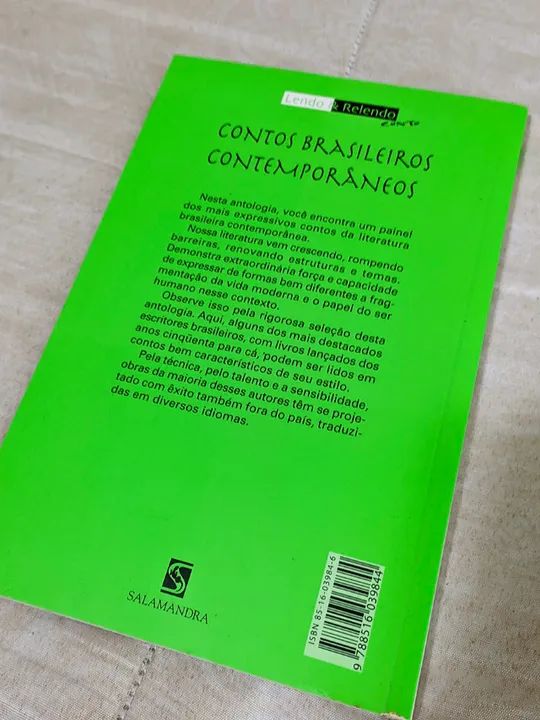 Lendo & Relendo
conto
CONTOS BRASILEIROS
CONTEMPORÂNEOS
Nesta antologia, você encontra um painel
dos mais expressivos contos da literatura
brasileira contemporânea.
Nossa literatura vem crescendo, rompendo
barreiras, renovando estruturas e temas.
Demonstra extraordinária força e capacidade
de expressar de formas bem diferentes a frag-
mentação da vida moderna e o papel do ser
humano nesse contexto.
Observe isso pela rigorosa seleção desta
antologia. Aqui, alguns dos mais destacados
escritores brasileiros, com livros lançados dos
anos cinqüenta para cá, podem ser lidos em
contos bem característicos de seu estilo.
Pela técnica, pelo talento e a sensibilidade,
obras da maioria desses autores têm se proje-
tado com êxito também fora do país, traduzi-
das em diversos idiomas.
SALAMANDRA
ISBN 85-16-03984-6
9 788516 039844